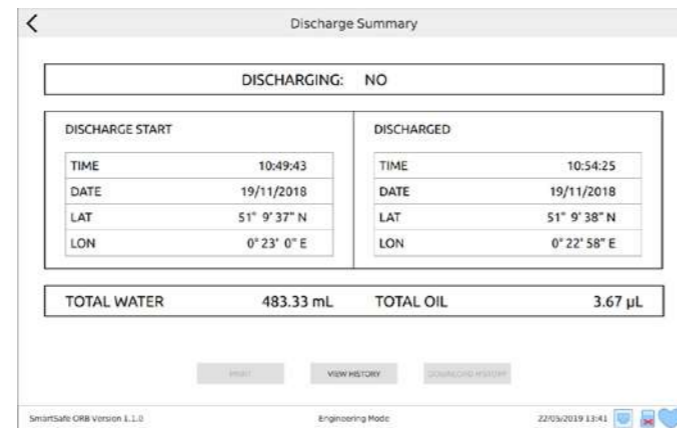 Discharge Summary
DISCHARGING: NO
DISCHARGE START
TIME 10:49:43
DATE 19/11/2018
LAT 51° 9' 37" N
LON 0° 23' 0" E
DISCHARGED
TIME 10:54:25
DATE 19/11/2018
LAT 51° 9' 38" N
LON 0° 22' 58" E
TOTAL WATER 483.33 mL TOTAL OIL 3.67 µL
PRINT VIEW HISTORY DOWNLOAD HISTORY
SmartSafe ORB Version 1.1.0 Engineering Mode 22/05/2019 13:41